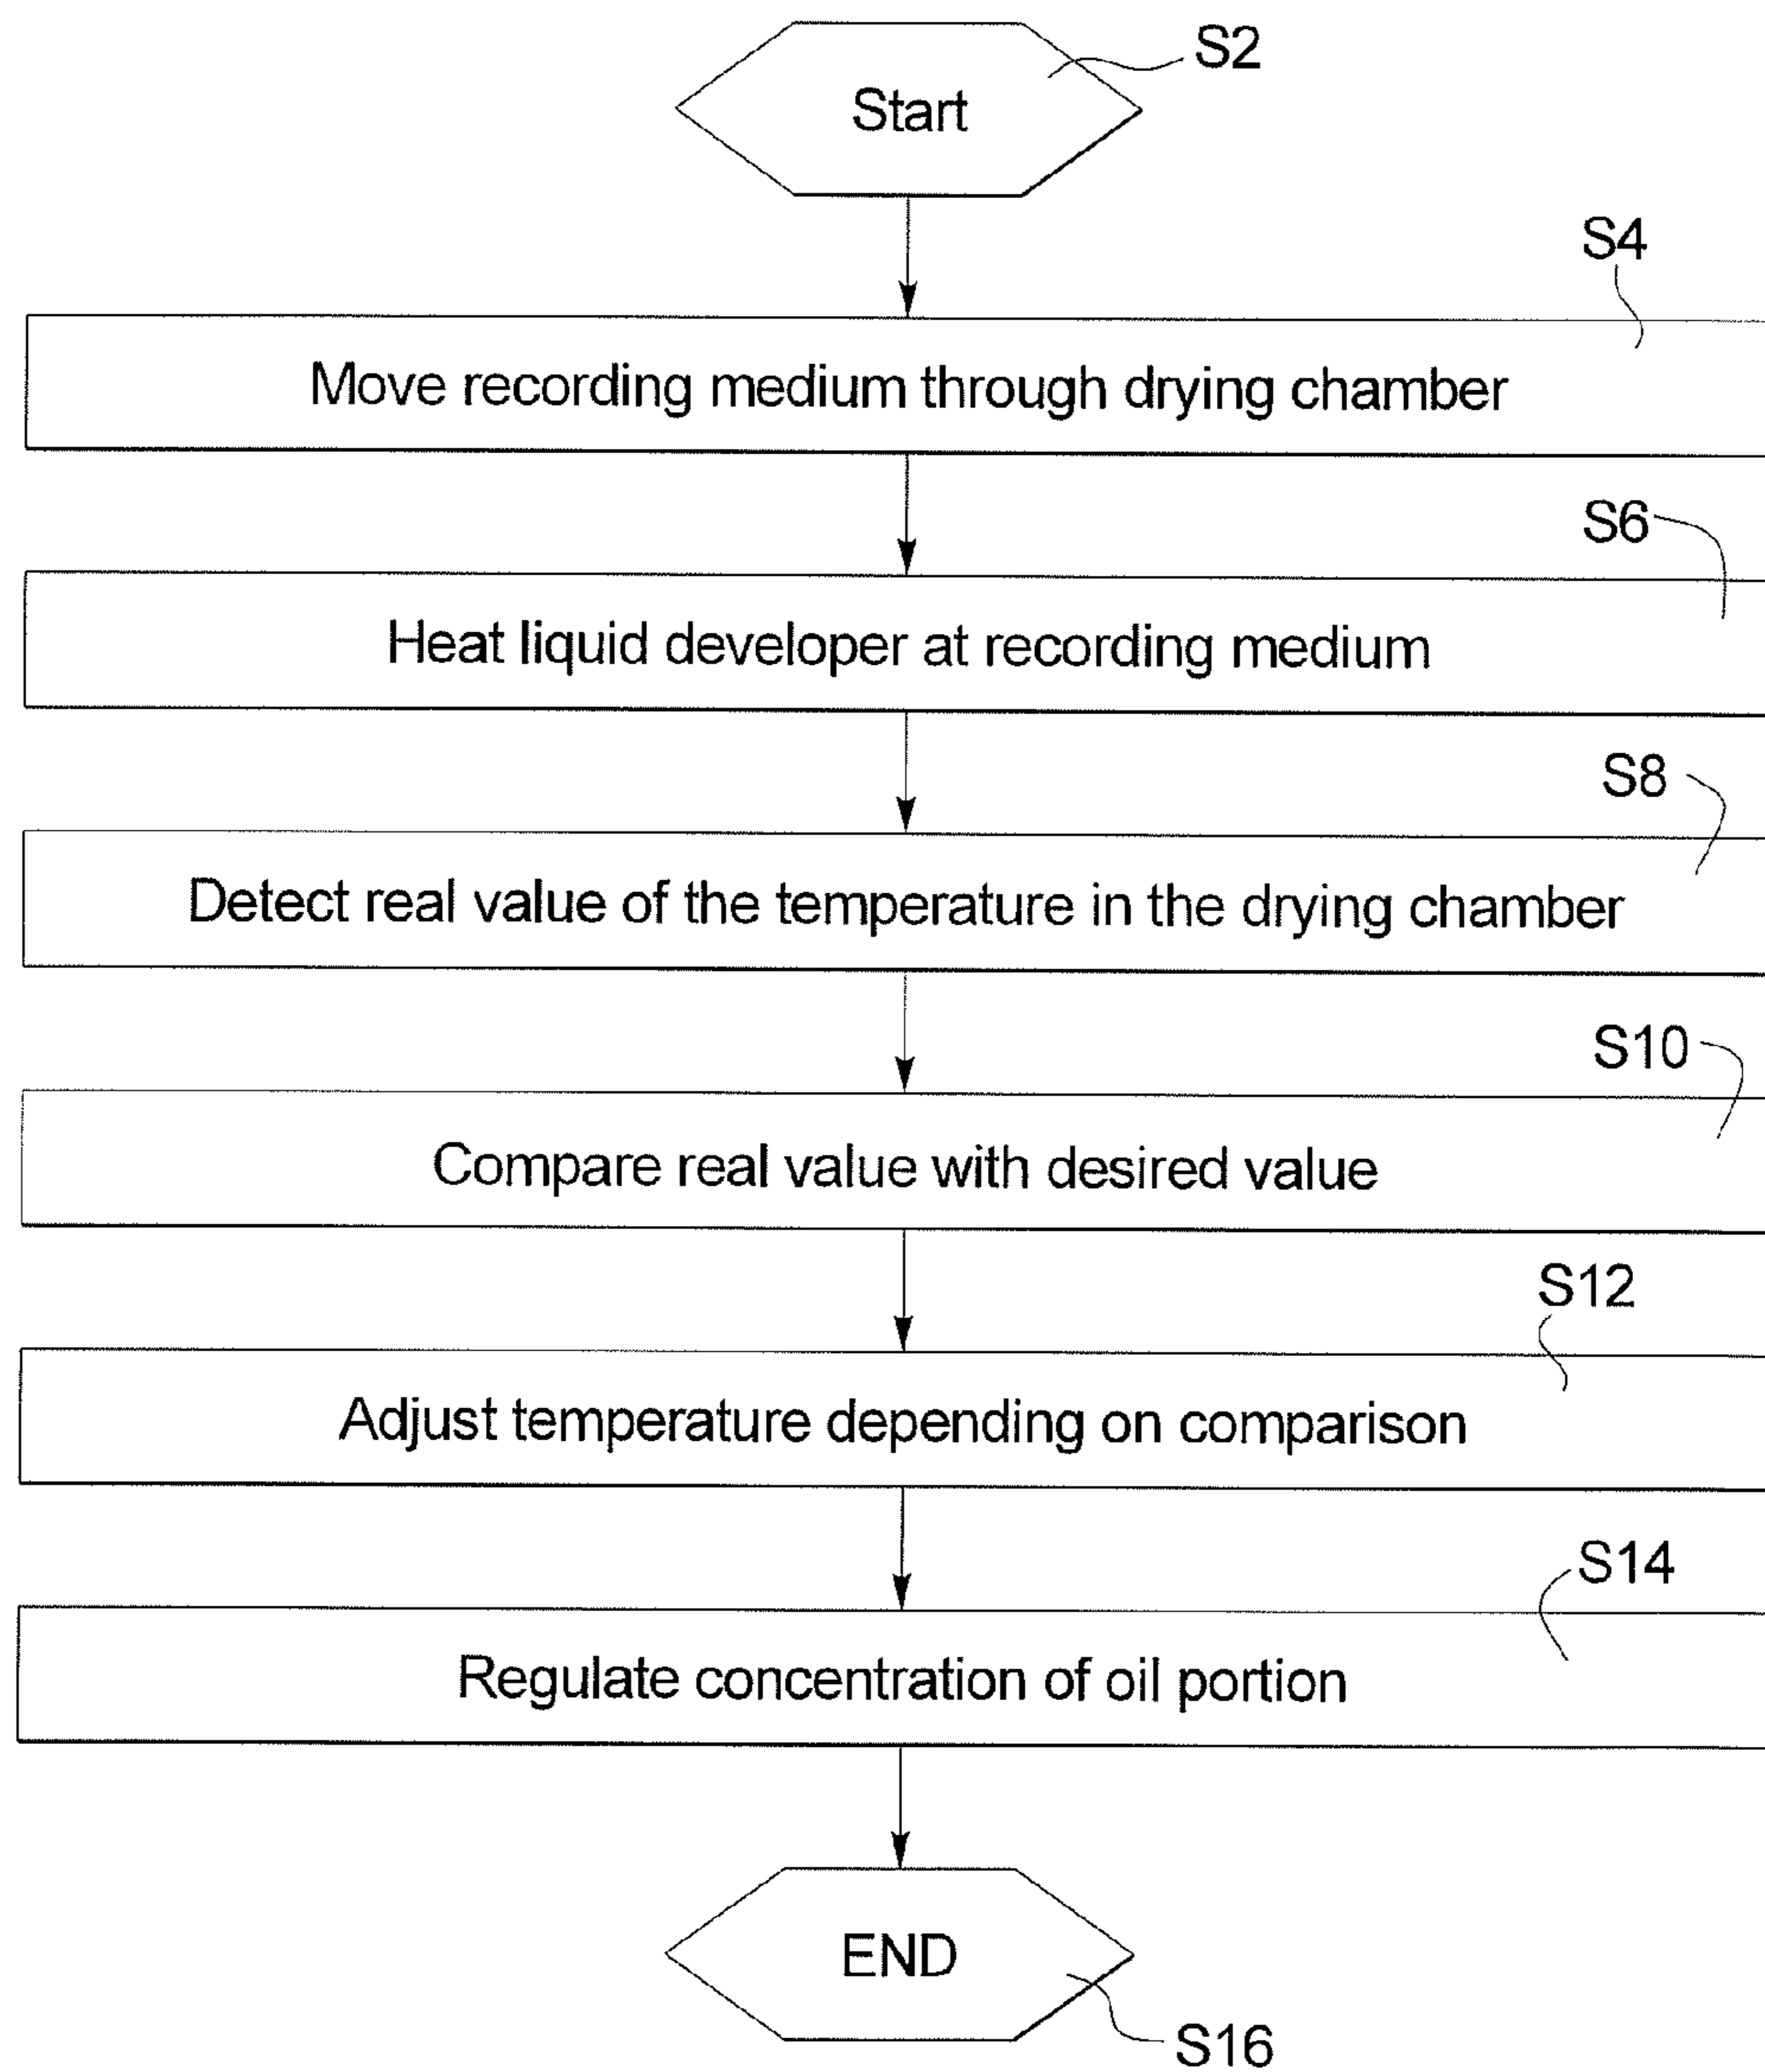 S2
Start
S4
Move recording medium through drying chamber
S6
Heat liquid developer at recording medium
S8
Detect real value of the temperature in the drying chamber
S10
Compare real value with desired value
S12
Adjust temperature depending on comparison
S14
Regulate concentration of oil portion
END
S16